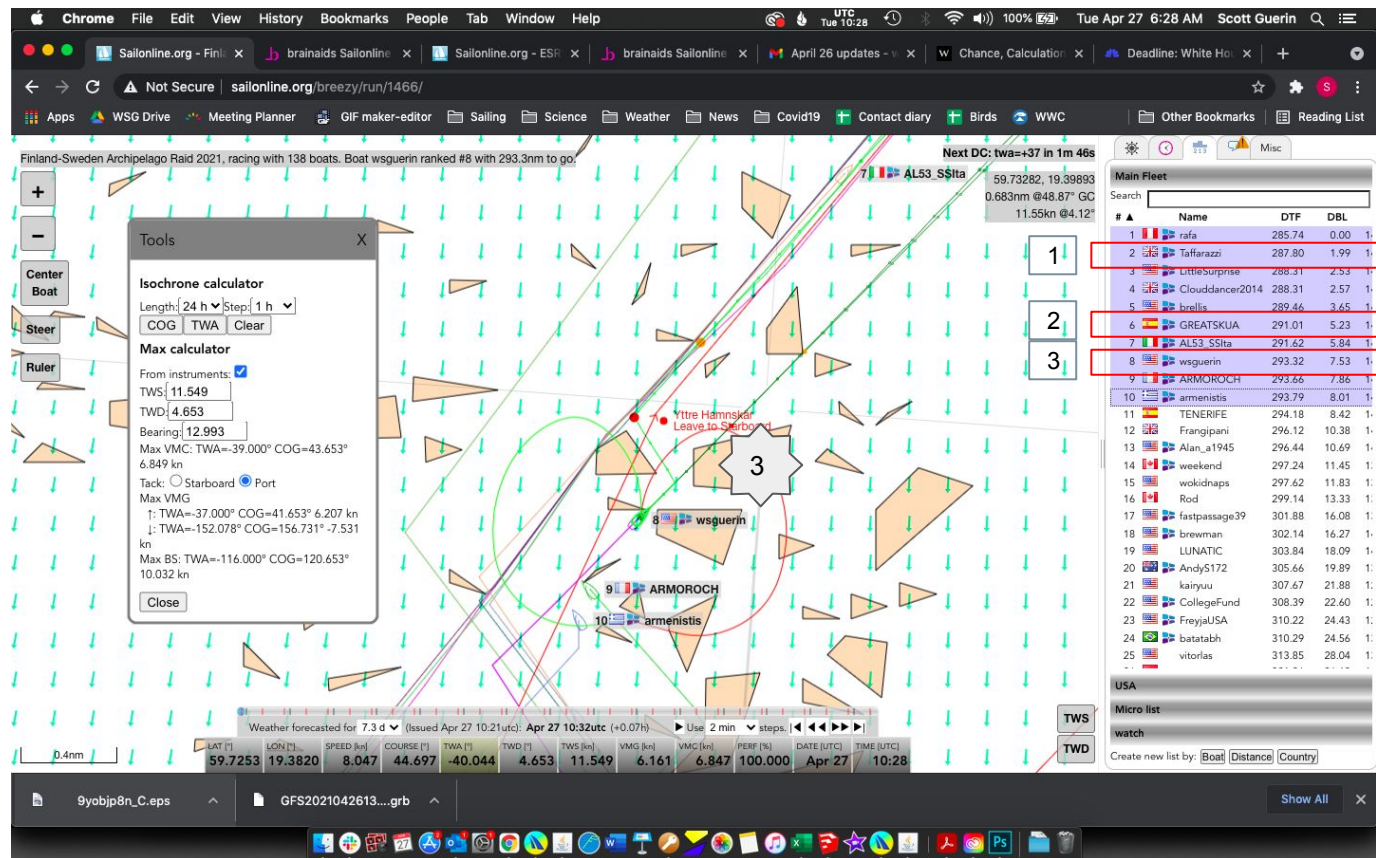 Chrome File Edit View History Bookmarks People Tab Window Help UTC Tue 10:28 100% Tue Apr 27 6:28 AM Scott Guerin
Sailonline.org - Finl brainaids Sailonline Sailonline.org - ESR brainaids Sailonline April 26 updates - Chance, Calculation Deadline: White Hou
Not Secure sailonline.org/breezy/run/1466/
Apps WSG Drive Meeting Planner GIF maker-editor Sailing Science Weather News Covid19 Contact diary Birds WWC Other Bookmarks Reading List
Finland-Sweden Archipelago Raid 2021, racing with 138 boats. Boat wsguerin ranked #8 with 293.3nm to go.
Next DC: twa=+37 in 1m 46s
59.73282, 19.39893
0.683nm @48.87° GC
11.55kn @4.12°
+
−
Center Boat
Steer
Ruler
Tools X
Isochrone calculator
Length: 24 h Step: 1 h
COG TWA Clear
Max calculator
From instruments:
TWS: 11.549
TWD: 4.653
Bearing: 12.993
Max VMC: TWA=-39.000° COG=43.653°
6.849 kn
Tack: Starboard Port
Max VMG
↑: TWA=-37.000° COG=41.653° 6.207 kn
↓: TWA=-152.078° COG=156.731° -7.531
kn
Max BS: TWA=-116.000° COG=120.653°
10.032 kn
Close
7 AL53_SSIta
Yttre Hamnskär
Leave to Starboard
3
8 wsguerin
9 ARMOROCH
10 armenistis
1
2
3
Misc
Main Fleet
Search
# ▲ Name DTF DBL
1 rafa 285.74 0.00
2 Taffarazzi 287.80 1.99
3 LittleSurprise 288.31 2.53
4 Clouddancer2014 288.31 2.57
5 brellis 289.46 3.65
6 GREATSKUA 291.01 5.23
7 AL53_SSIta 291.62 5.84
8 wsguerin 293.32 7.53
9 ARMOROCH 293.66 7.86
10 armenistis 293.79 8.01
11 TENERIFE 294.18 8.42
12 Frangipani 296.12 10.38
13 Alan_a1945 296.44 10.69
14 weekend 297.24 11.45
15 wokidnaps 297.62 11.83
16 Rod 299.14 13.33
17 fastpassage39 301.88 16.08
18 brewman 302.14 16.27
19 LUNATIC 303.84 18.09
20 AndyS172 305.66 19.89
21 kairyuu 307.67 21.88
22 CollegeFund 308.39 22.60
23 FreyjaUSA 310.22 24.43
24 batatabh 310.29 24.56
25 vitorlas 313.85 28.04
USA
Micro list
watch
Create new list by: Boat Distance Country
TWS
TWD
Weather forecasted for 7.3 d (Issued Apr 27 10:21utc): Apr 27 10:32utc (+0.07h) Use 2 min steps.
0.4nm
LAT [°] LON [°] SPEED [kn] COURSE [°] TWA [°] TWD [°] TWS [kn] VMG [kn] VMC [kn] PERF [%] DATE [UTC] TIME [UTC]
59.7253 19.3820 8.047 44.697 -40.044 4.653 11.549 6.161 6.847 100.000 Apr 27 10:28
9yobjp8n_C.eps GFS2021042613....grb Show All